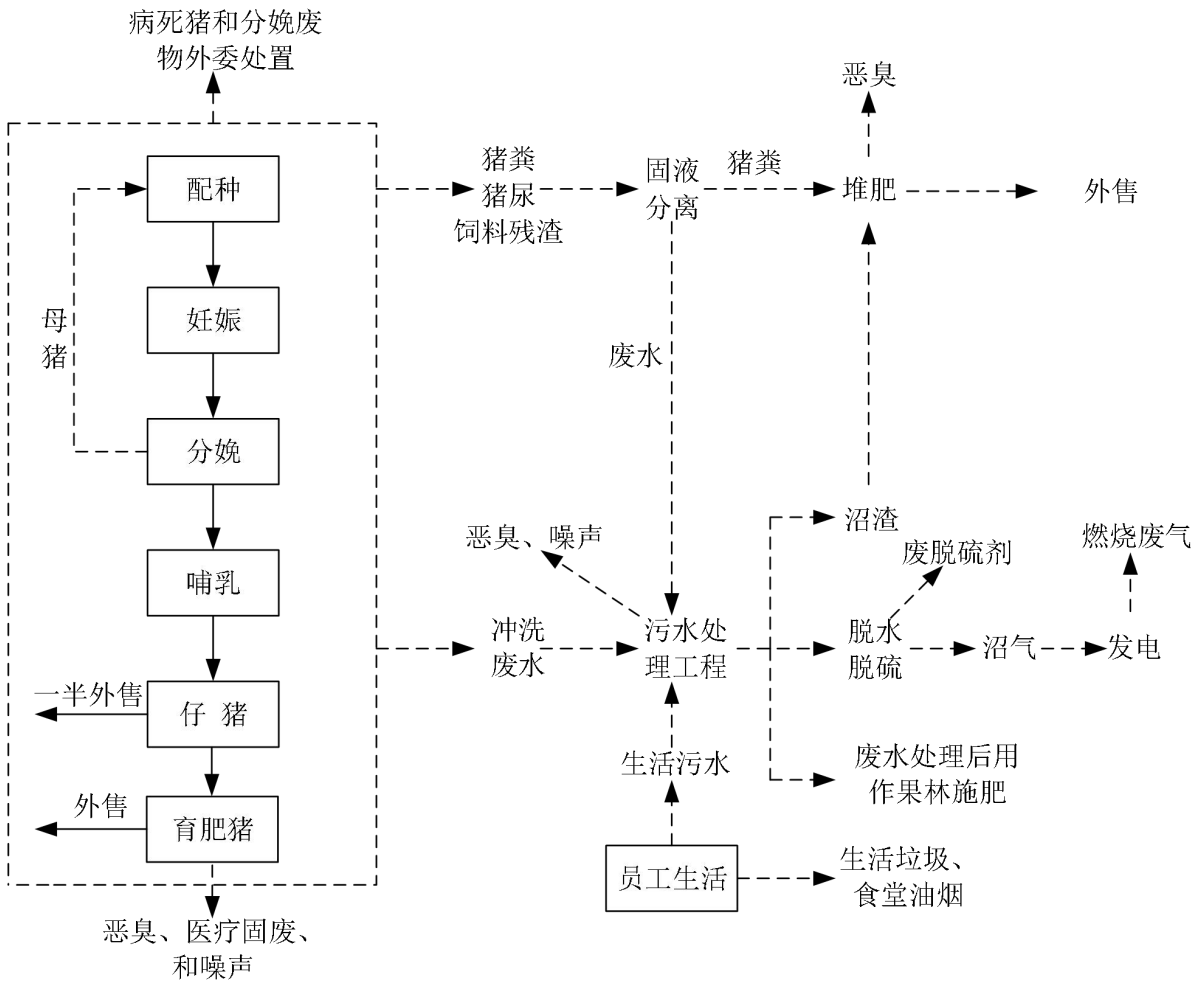 病死猪和分娩废
物外委处置
恶臭
配种
猪粪
猪尿
饲料残渣
固液
分离
猪粪
堆肥
外售
母
猪
妊娠
废水
分娩
恶臭、噪声
沼渣
废脱硫剂
燃烧废气
哺乳
冲洗
废水
污水处
理工程
脱水
脱硫
沼气
发电
一半外售
仔 猪
生活污水
废水处理后用
作果林施肥
外售
育肥猪
员工生活
生活垃圾、
食堂油烟
恶臭、医疗固废、
和噪声